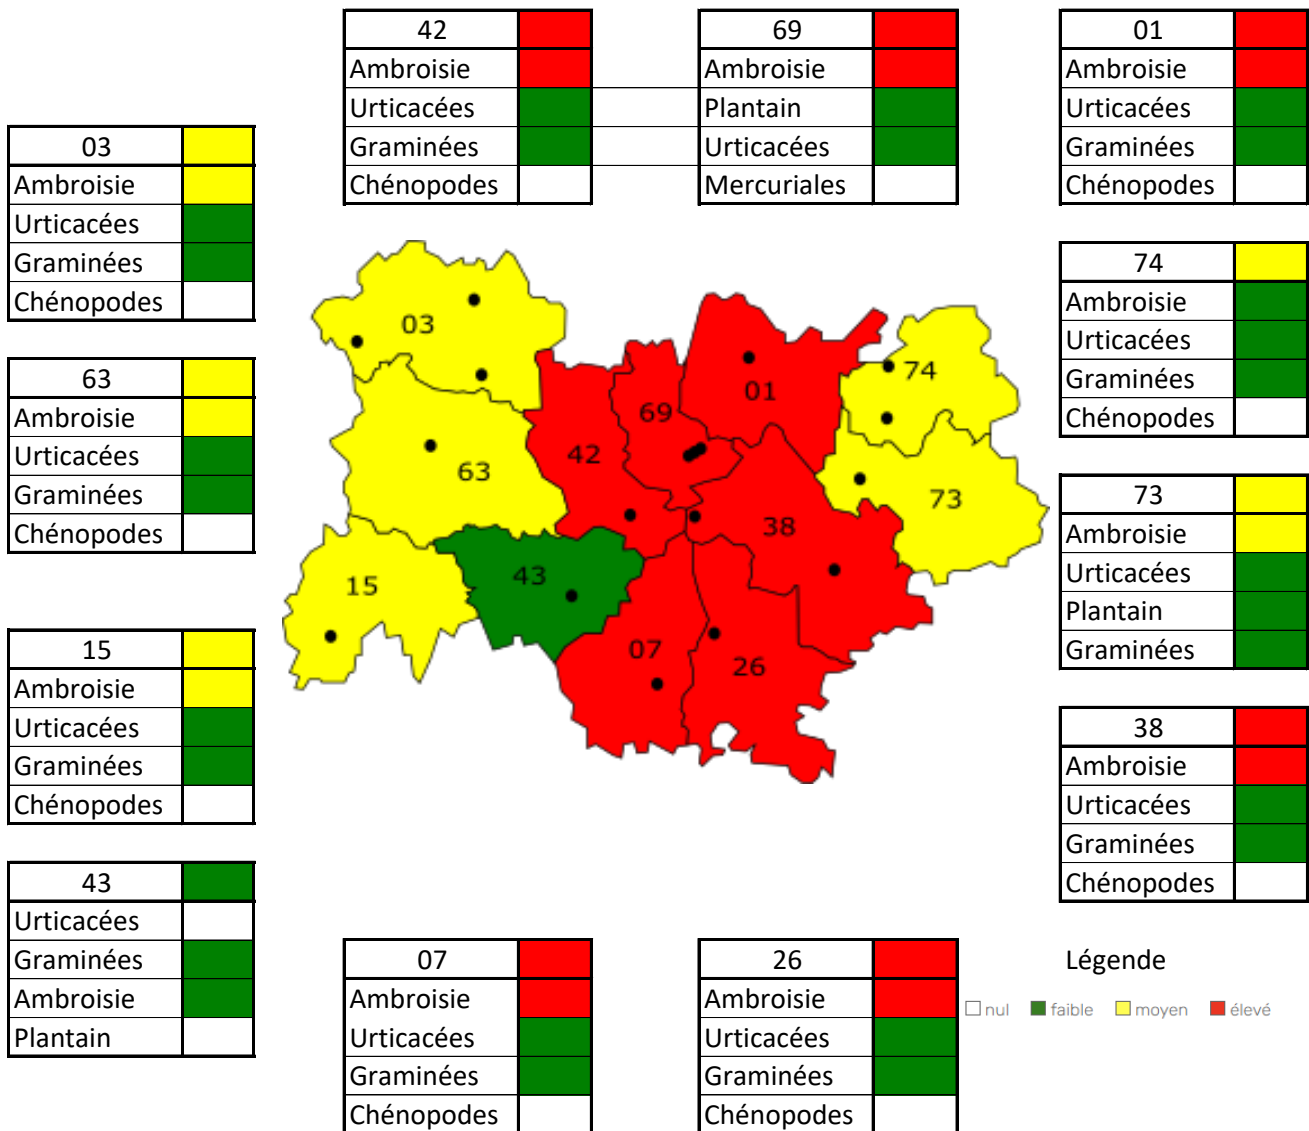 42
Ambroisie
Urticacées
Graminées
Chénopodes
69
Ambroisie
Plantain
Urticacées
Mercuriales
01
Ambroisie
Urticacées
Graminées
Chénopodes
03
Ambroisie
Urticacées
Graminées
Chénopodes
63
Ambroisie
Urticacées
Graminées
Chénopodes
15
Ambroisie
Urticacées
Graminées
Chénopodes
43
Urticacées
Graminées
Ambroisie
Plantain
03
63
15
43
42
69
01
74
73
38
07
26
74
Ambroisie
Urticacées
Graminées
Chénopodes
73
Ambroisie
Urticacées
Plantain
Graminées
38
Ambroisie
Urticacées
Graminées
Chénopodes
07
Ambroisie
Urticacées
Graminées
Chénopodes
26
Ambroisie
Urticacées
Graminées
Chénopodes
Légende
nul faible moyen élevé